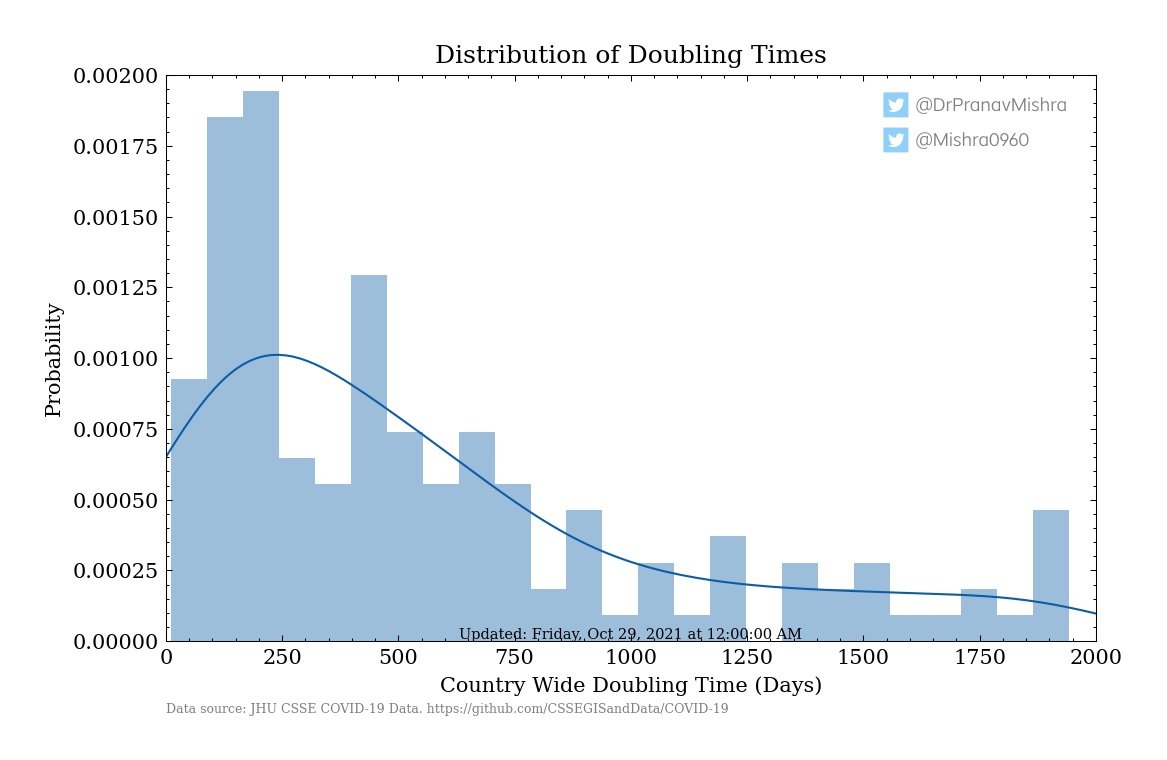 Distribution of Doubling Times
@DrPranavMishra
@Mishra0960
0.00200
0.00175
0.00150
0.00125
0.00100
0.00075
0.00050
0.00025
0.00000
Probability
Updated: Friday, Oct 29, 2021 at 12:00:00 AM
0 250 500 750 1000 1250 1500 1750 2000
Country Wide Doubling Time (Days)
Data source: JHU CSSE COVID-19 Data. https://github.com/CSSEGISandData/COVID-19